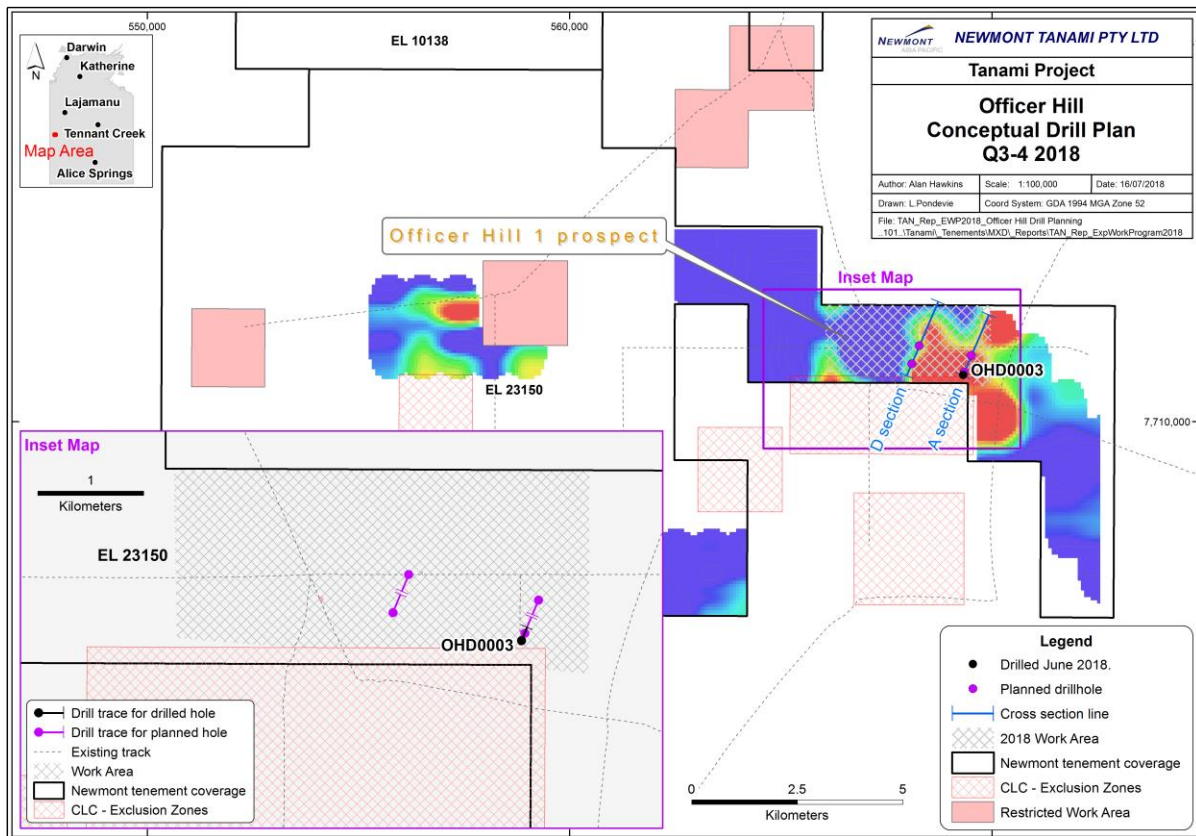 550,000
560,000
EL 10138
N
Darwin
Katherine
Lajamanu
Tennant Creek
Map Area
Alice Springs
NEWMONT
ASIA PACIFIC
NEWMONT TANAMI PTY LTD
Tanami Project
Officer Hill
Conceptual Drill Plan
Q3-4 2018
Author: Alan Hawkins
Scale: 1:100,000
Date: 16/07/2018
Drawn: L.Pondevie
Coord System: GDA 1994 MGA Zone 52
File: TAN_Rep_EWP2018_Officer Hill Drill Planning
..101_\Tanami\_Tenements\MXD\_Reports\TAN_Rep_ExpWorkProgram2018
Officer Hill 1 prospect
Inset Map
OHD0003
EL 23150
D section
A section
7,710,000
Inset Map
1
Kilometers
EL 23150
OHD0003
Drill trace for drilled hole
Drill trace for planned hole
Existing track
Work Area
Newmont tenement coverage
CLC - Exclusion Zones
0
2.5
5
Kilometers
Legend
Drilled June 2018.
Planned drillhole
Cross section line
2018 Work Area
Newmont tenement coverage
CLC - Exclusion Zones
Restricted Work Area